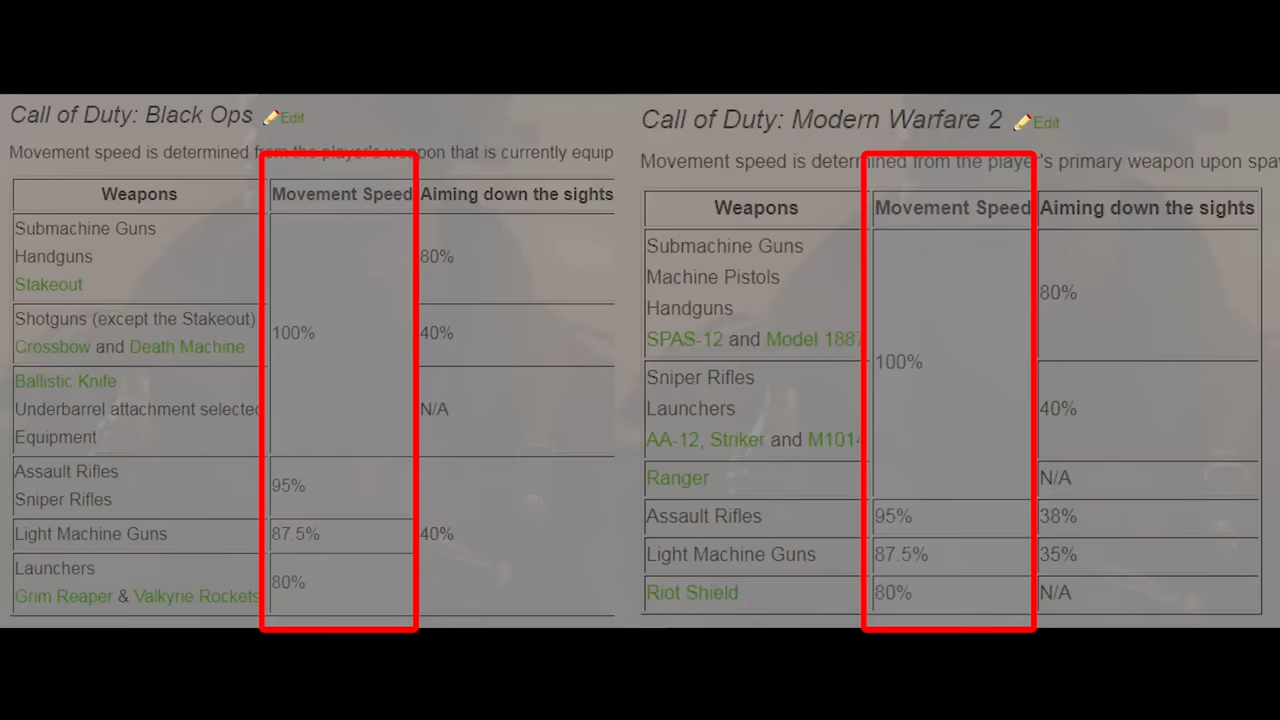 Call of Duty: Black Ops Edit
Movement speed is determined from the player's weapon that is currently equip
Weapons Movement Speed Aiming down the sights
Submachine Guns
Handguns
Stakeout
80%
Shotguns (except the Stakeout)
Crossbow and Death Machine
100%
40%
Ballistic Knife
Underbarrel attachment selected
Equipment
N/A
Assault Rifles
Sniper Rifles
95%
Light Machine Guns 87.5% 40%
Launchers
Grim Reaper & Valkyrie Rockets
80%
Call of Duty: Modern Warfare 2 Edit
Movement speed is determined from the player's primary weapon upon spa
Weapons Movement Speed Aiming down the sights
Submachine Guns
Machine Pistols
Handguns
SPAS-12 and Model 1887
80%
100%
Sniper Rifles
Launchers
AA-12, Striker and M1014
40%
Ranger N/A
Assault Rifles 95% 38%
Light Machine Guns 87.5% 35%
Riot Shield 80% N/A